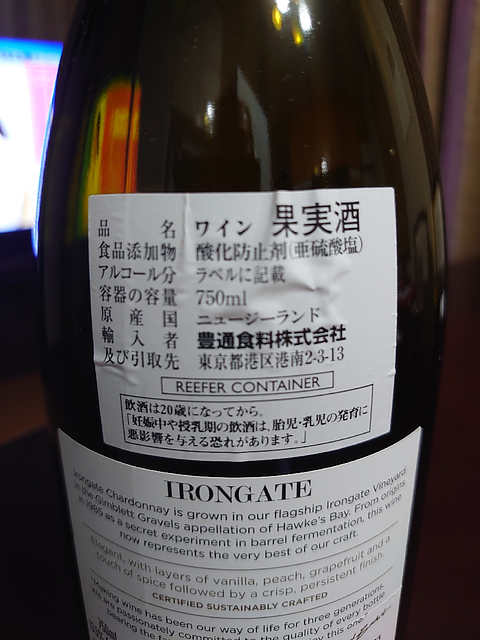 品名 ワイン 果実酒
食品添加物 酸化防止剤(亜硫酸塩)
アルコール分 ラベルに記載
容器の容量 750ml
原産国 ニュージーランド
輸入者 豊通食料株式会社
及び引取先 東京都港区港南2-3-13
REEFER CONTAINER
飲酒は20歳になってから。
「妊娠中や授乳期の飲酒は、胎児・乳児の発育に
悪影響を与える恐れがあります。」
IRONGATE
Irongate Chardonnay is grown in our flagship Irongate Vineyard
in the Gimblett Gravels appellation of Hawke's Bay. From origins
in 1985 as a secret experiment in barrel fermentation, this wine
now represents the very best of our craft.
Elegant, with layers of vanilla, peach, grapefruit and a
touch of spice followed by a crisp, persistent finish.
CERTIFIED SUSTAINABLY CRAFTED
"Making wine has been our way of life for three generations.
We are passionately committed to the quality of every bottle
bearing the family this one."